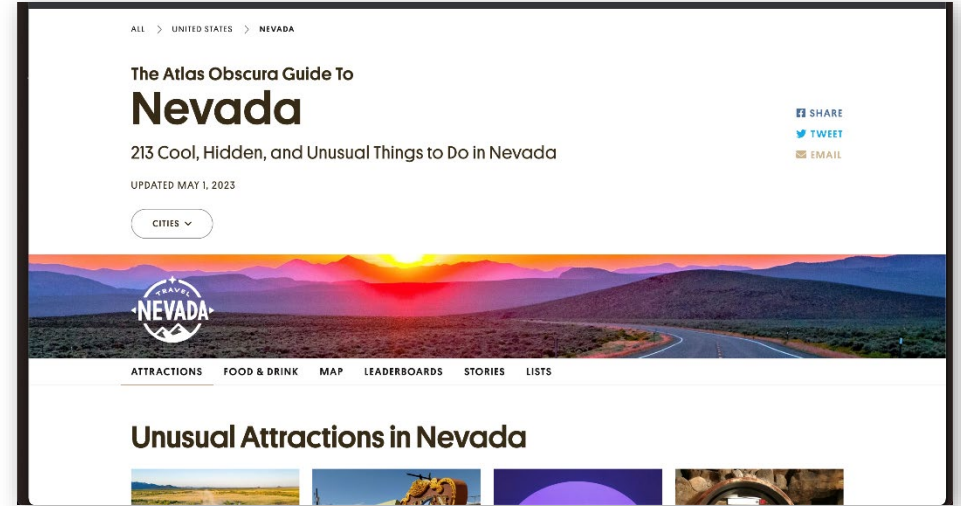 ALL > UNITED STATES > NEVADA
The Atlas Obscura Guide To
Nevada
213 Cool, Hidden, and Unusual Things to Do in Nevada
UPDATED MAY 1, 2023
SHARE
TWEET
EMAIL
CITIES
TRAVEL
NEVADA
ATTRACTIONS FOOD & DRINK MAP LEADERBOARDS STORIES LISTS
Unusual Attractions in Nevada